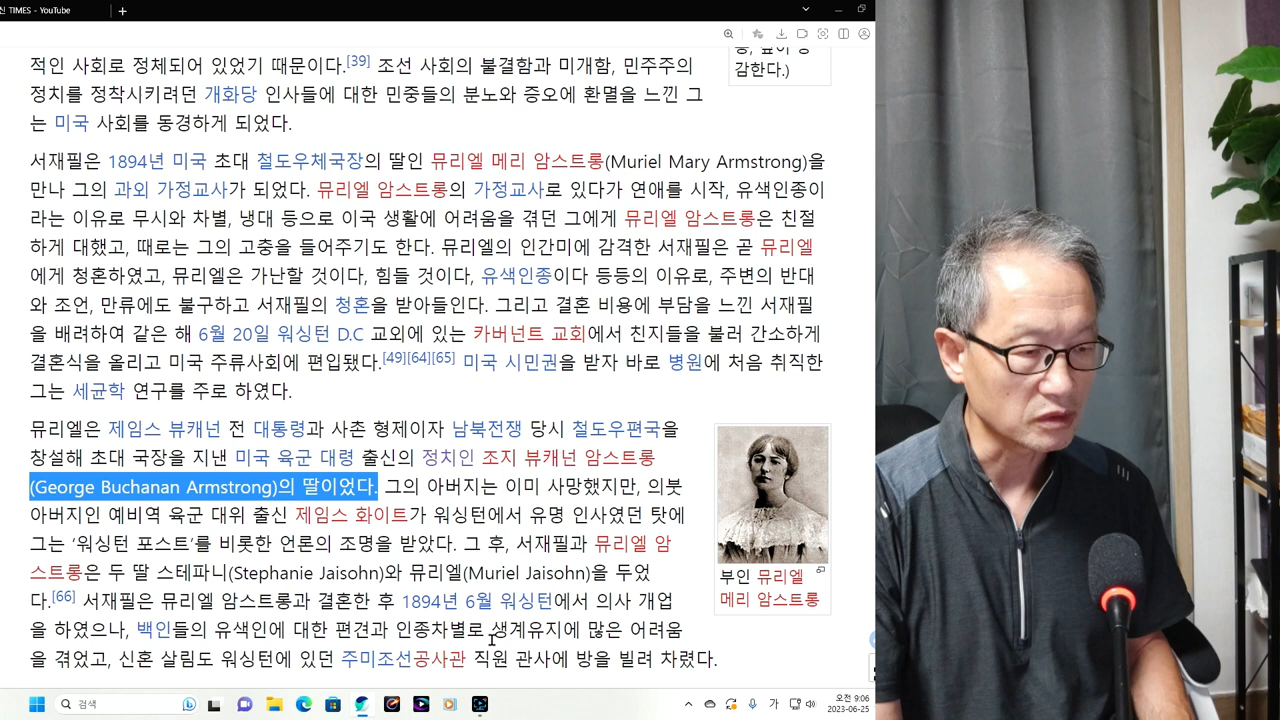 신 TIMES - YouTube
적인 사회로 정체되어 있었기 때문이다.[39] 조선 사회의 불결함과 미개함, 민주주의
정치를 정착시키려던 개화당 인사들에 대한 민중들의 분노와 증오에 환멸을 느낀 그
는 미국 사회를 동경하게 되었다.
감한다.)
서재필은 1894년 미국 초대 철도우체국장의 딸인 뮤리엘 메리 암스트롱(Muriel Mary Armstrong)을
만나 그의 과외 가정교사가 되었다. 뮤리엘 암스트롱의 가정교사로 있다가 연애를 시작, 유색인종이
라는 이유로 무시와 차별, 냉대 등으로 이국 생활에 어려움을 겪던 그에게 뮤리엘 암스트롱은 친절
하게 대했고, 때로는 그의 고충을 들어주기도 한다. 뮤리엘의 인간미에 감격한 서재필은 곧 뮤리엘
에게 청혼하였고, 뮤리엘은 가난할 것이다, 힘들 것이다, 유색인종이다 등등의 이유로, 주변의 반대
와 조언, 만류에도 불구하고 서재필의 청혼을 받아들인다. 그리고 결혼 비용에 부담을 느낀 서재필
을 배려하여 같은 해 6월 20일 워싱턴 D.C 교외에 있는 카버넌트 교회에서 친지들을 불러 간소하게
결혼식을 올리고 미국 주류사회에 편입됐다.[49][64][65] 미국 시민권을 받자 바로 병원에 처음 취직한
그는 세균학 연구를 주로 하였다.
뮤리엘은 제임스 뷰캐넌 전 대통령과 사촌 형제이자 남북전쟁 당시 철도우편국을
창설해 초대 국장을 지낸 미국 육군 대령 출신의 정치인 조지 뷰캐넌 암스트롱
(George Buchanan Armstrong)의 딸이었다. 그의 아버지는 이미 사망했지만, 의붓
아버지인 예비역 육군 대위 출신 제임스 화이트가 워싱턴에서 유명 인사였던 탓에
그는 '워싱턴 포스트'를 비롯한 언론의 조명을 받았다. 그 후, 서재필과 뮤리엘 암
스트롱은 두 딸 스테파니(Stephanie Jaisohn)와 뮤리엘(Muriel Jaisohn)을 두었
다.[66] 서재필은 뮤리엘 암스트롱과 결혼한 후 1894년 6월 워싱턴에서 의사 개업
을 하였으나, 백인들의 유색인에 대한 편견과 인종차별로 생계유지에 많은 어려움
을 겪었고, 신혼 살림도 워싱턴에 있던 주미조선공사관 직원 관사에 방을 빌려 차렸다.
부인 뮤리엘
메리 암스트롱
검색
가
오전 9:06
2023-06-25